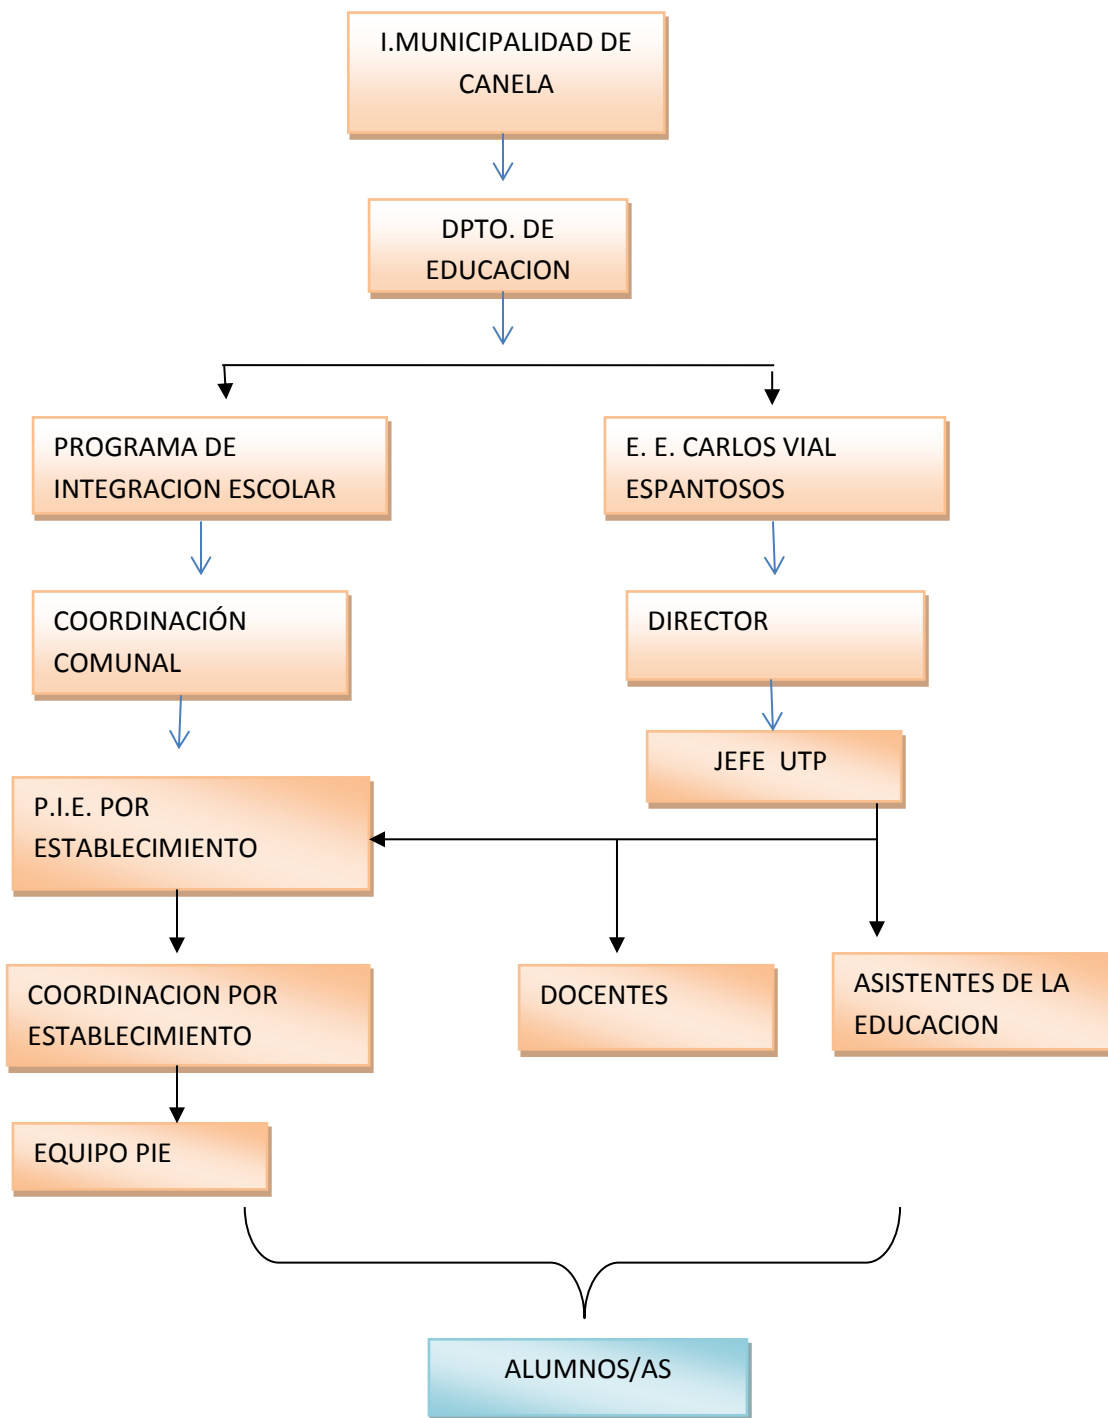 I.MUNICIPALIDAD DE
CANELA
DPTO. DE
EDUCACION
PROGRAMA DE
INTEGRACION ESCOLAR
E. E. CARLOS VIAL
ESPANTOSOS
COORDINACIÓN
COMUNAL
DIRECTOR
JEFE  UTP
P.I.E. POR
ESTABLECIMIENTO
COORDINACION POR
ESTABLECIMIENTO
DOCENTES
ASISTENTES DE LA
EDUCACION
EQUIPO PIE
ALUMNOS/AS